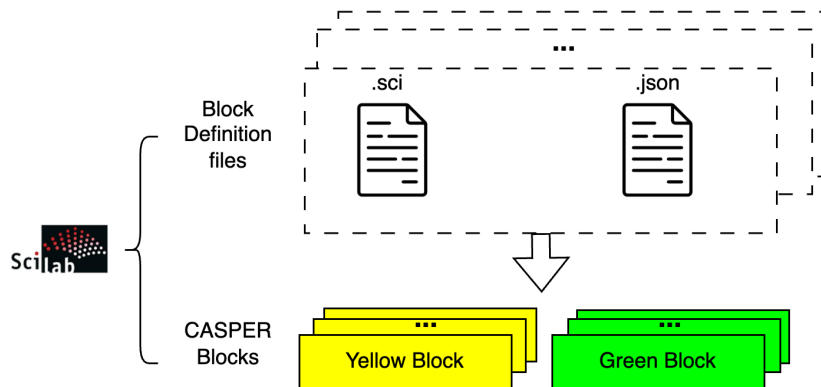 ...
.sci
.json
Block
Definition
files
Scilab
CASPER
Blocks
...
Yellow Block
...
Green Block